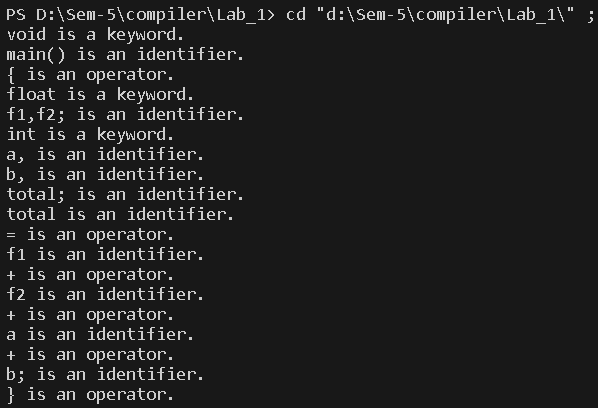 PS D:\Sem-5\compiler\Lab_1> cd "d:\Sem-5\compiler\Lab_1\" ;
void is a keyword.
main() is an identifier.
{ is an operator.
float is a keyword.
f1,f2; is an identifier.
int is a keyword.
a, is an identifier.
b, is an identifier.
total; is an identifier.
total is an identifier.
= is an operator.
f1 is an identifier.
+ is an operator.
f2 is an identifier.
+ is an operator.
a is an identifier.
+ is an operator.
b; is an identifier.
} is an operator.